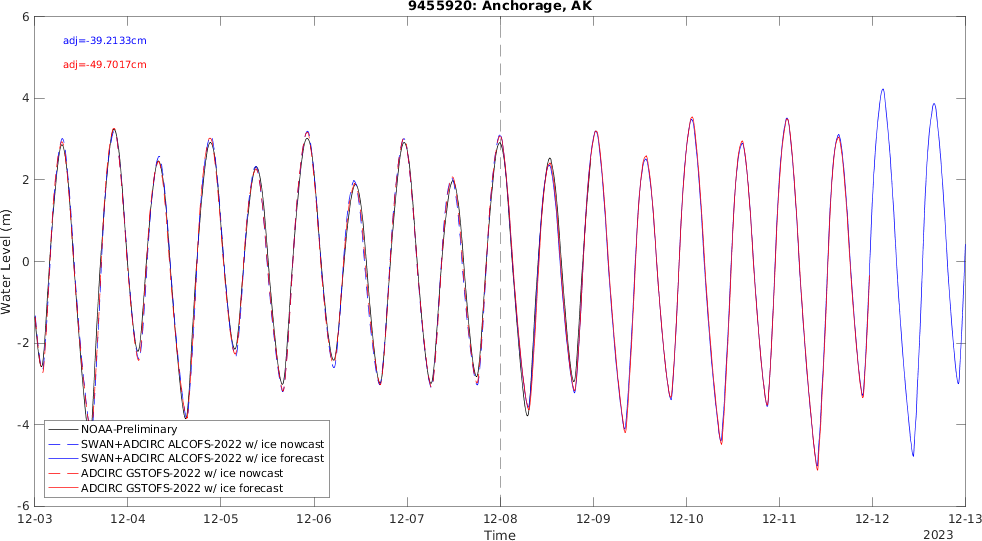 9455920: Anchorage, AK
6
adj=-39.2133cm
adj=-49.7017cm
4
2
0
-2
-4
-6
Water Level (m)
NOAA-Preliminary
SWAN+ADCIRC ALCOFS-2022 w/ ice nowcast
SWAN+ADCIRC ALCOFS-2022 w/ ice forecast
ADCIRC GSTOFS-2022 w/ ice nowcast
ADCIRC GSTOFS-2022 w/ ice forecast
12-03 12-04 12-05 12-06 12-07 12-08 12-09 12-10 12-11 12-12 12-13
Time
2023